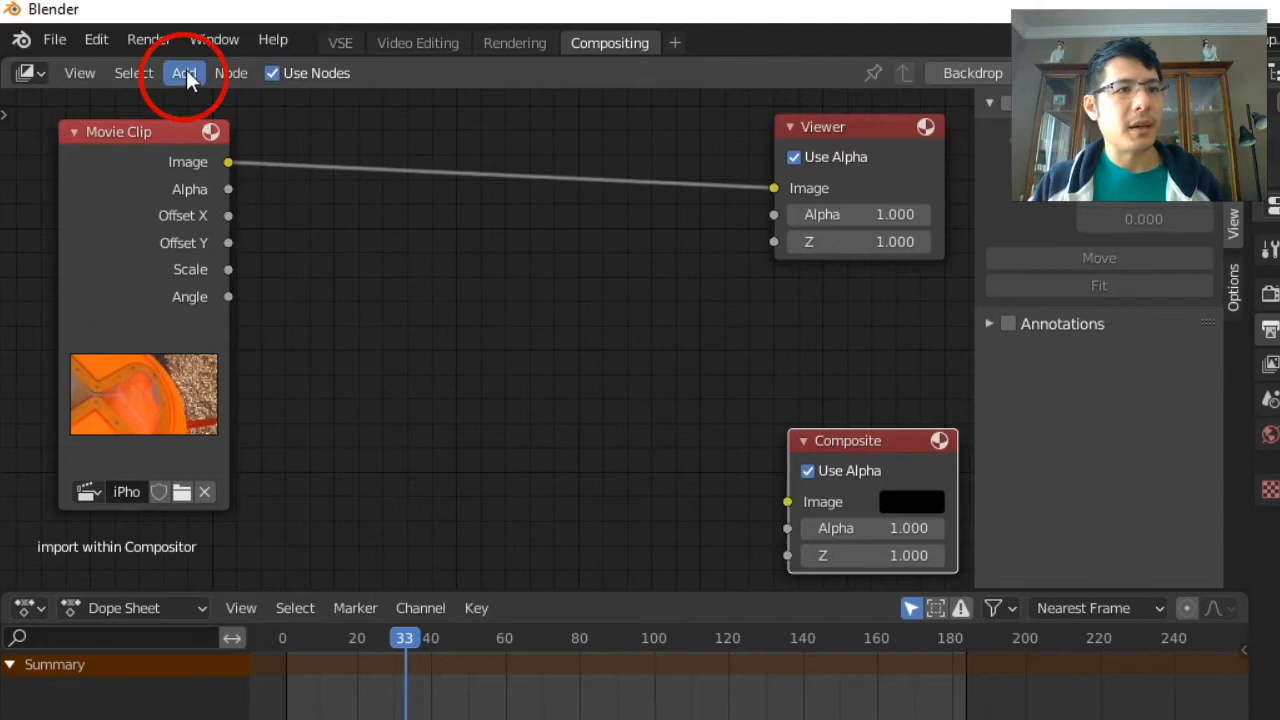 Blender
File Edit Render Window Help VSE Video Editing Rendering Compositing +
View Select Add Node Use Nodes Backdrop
Movie Clip
Image
Alpha
Offset X
Offset Y
Scale
Angle
iPho
import within Compositor
Viewer
Use Alpha
Image
Alpha 1.000
Z 1.000
Composite
Use Alpha
Image
Alpha 1.000
Z 1.000
0.000
Move
Fit
Annotations
View
Options
Dope Sheet View Select Marker Channel Key Nearest Frame
0 20 33 40 60 80 100 120 140 160 180 200 220 240
Summary